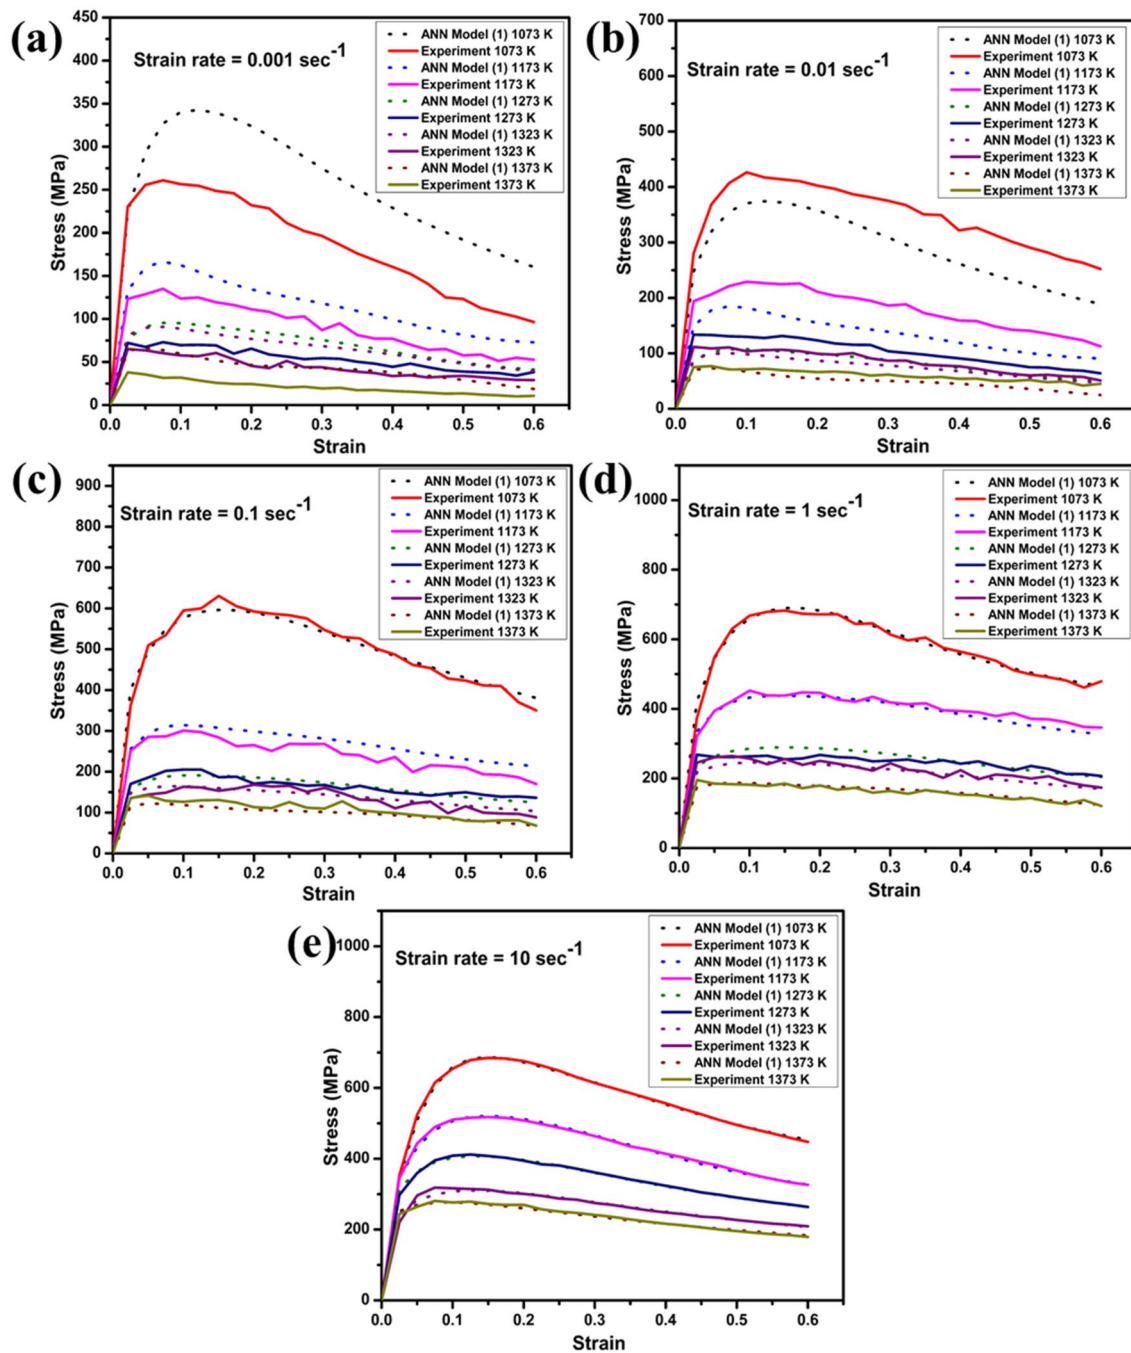 (a)
Strain rate = 0.001 sec⁻¹
ANN Model (1) 1073 K
Experiment 1073 K
ANN Model (1) 1173 K
Experiment 1173 K
ANN Model (1) 1273 K
Experiment 1273 K
ANN Model (1) 1323 K
Experiment 1323 K
ANN Model (1) 1373 K
Experiment 1373 K
450
400
350
300
250
200
150
100
50
0
Stress (MPa)
0.0 0.1 0.2 0.3 0.4 0.5 0.6
Strain
(b)
Strain rate = 0.01 sec⁻¹
ANN Model (1) 1073 K
Experiment 1073 K
ANN Model (1) 1173 K
Experiment 1173 K
ANN Model (1) 1273 K
Experiment 1273 K
ANN Model (1) 1323 K
Experiment 1323 K
ANN Model (1) 1373 K
Experiment 1373 K
700
600
500
400
300
200
100
0
Stress (MPa)
0.0 0.1 0.2 0.3 0.4 0.5 0.6
Strain
(c)
Strain rate = 0.1 sec⁻¹
ANN Model (1) 1073 K
Experiment 1073 K
ANN Model (1) 1173 K
Experiment 1173 K
ANN Model (1) 1273 K
Experiment 1273 K
ANN Model (1) 1323 K
Experiment 1323 K
ANN Model (1) 1373 K
Experiment 1373 K
900
850
800
700
600
500
400
300
200
100
0
Stress (MPa)
0.0 0.1 0.2 0.3 0.4 0.5 0.6
Strain
(d)
Strain rate = 1 sec⁻¹
ANN Model (1) 1073 K
Experiment 1073 K
ANN Model (1) 1173 K
Experiment 1173 K
ANN Model (1) 1273 K
Experiment 1273 K
ANN Model (1) 1323 K
Experiment 1323 K
ANN Model (1) 1373 K
Experiment 1373 K
1000
800
600
400
200
0
Stress (MPa)
0.0 0.1 0.2 0.3 0.4 0.5 0.6
Strain
(e)
Strain rate = 10 sec⁻¹
ANN Model (1) 1073 K
Experiment 1073 K
ANN Model (1) 1173 K
Experiment 1173 K
ANN Model (1) 1273 K
Experiment 1273 K
ANN Model (1) 1323 K
Experiment 1323 K
ANN Model (1) 1373 K
Experiment 1373 K
1000
800
600
400
200
0
Stress (MPa)
0.0 0.1 0.2 0.3 0.4 0.5 0.6
Strain